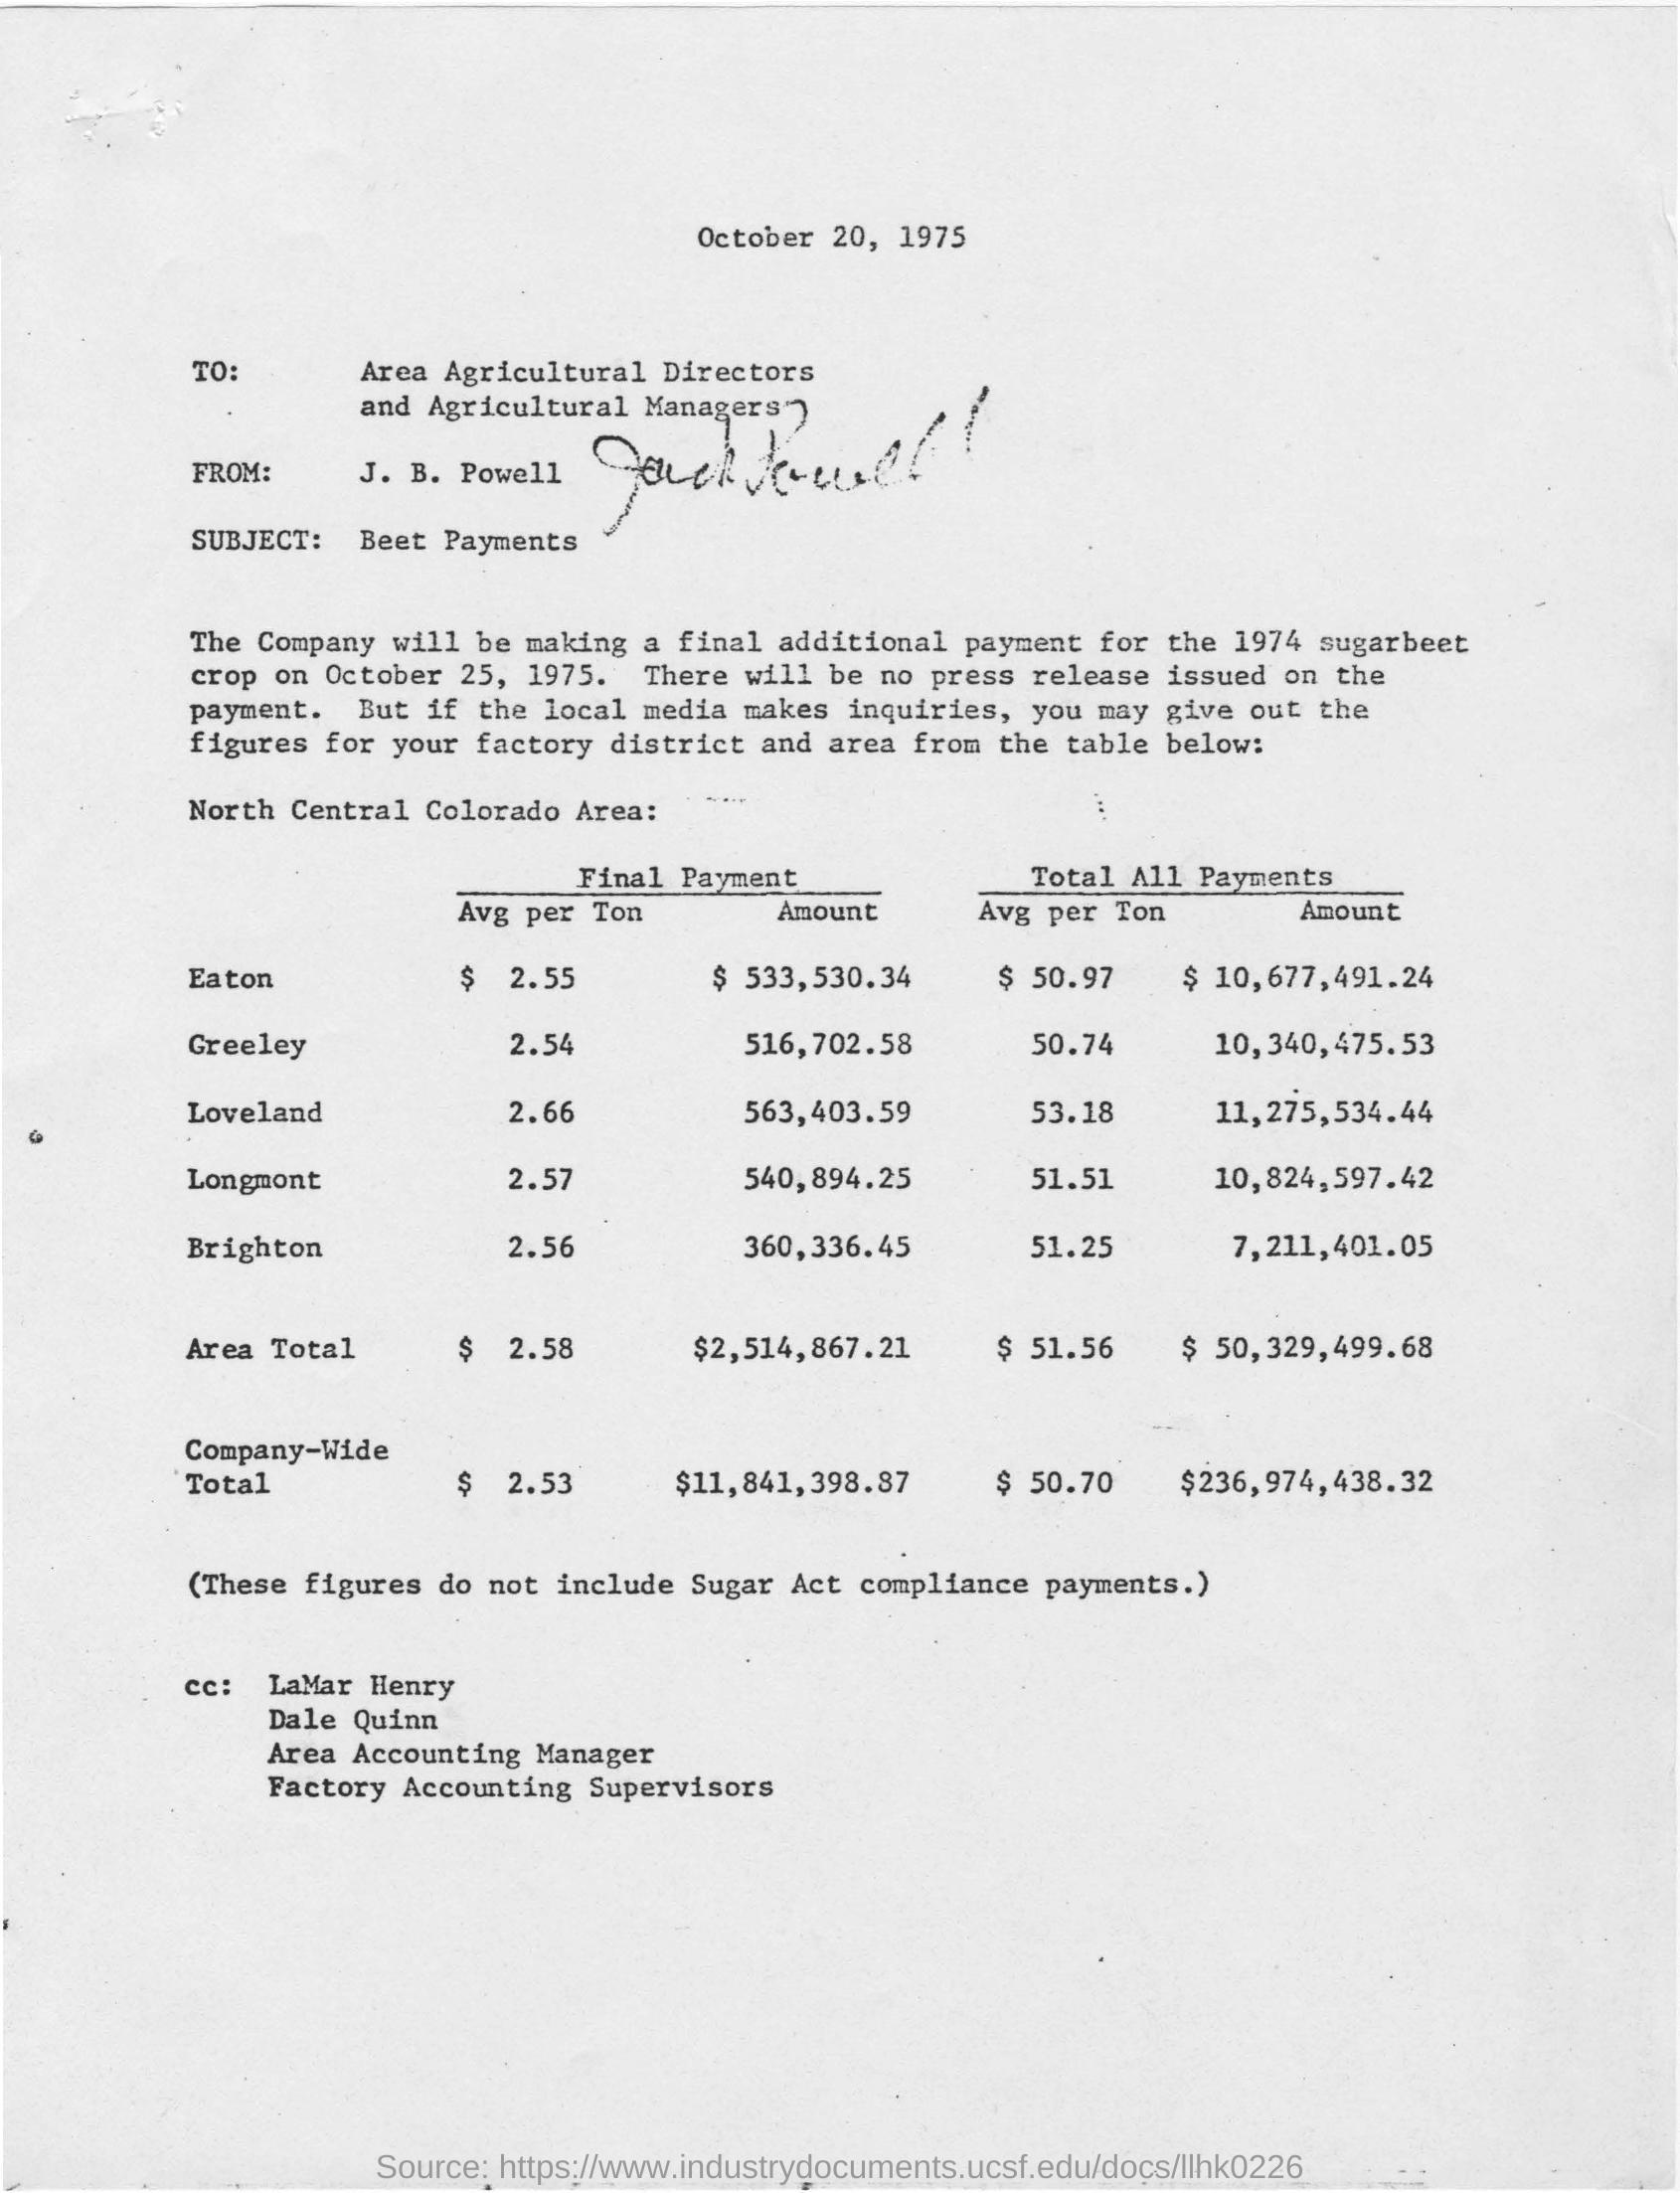 October 20, 1975
TO: Area Agricultural Directors
and Agricultural Managers
FROM: J. B. Powell Jack Powell
SUBJECT: Beet Payments
The Company will be making a final additional payment for the 1974 sugarbeet
crop on October 25, 1975. There will be no press release issued on the
payment. But if the local media makes inquiries, you may give out the
figures for your factory district and area from the table below:
North Central Colorado Area:
Final Payment Total All Payments
Avg per Ton Amount Avg per Ton Amount
Eaton $ 2.55 $ 533,530.34 $ 50.97 $ 10,677,491.24
Greeley 2.54 516,702.58 50.74 10,340,475.53
Loveland 2.66 563,403.59 53.18 11,275,534.44
Longmont 2.57 540,894.25 51.51 10,824,597.42
Brighton 2.56 360,336.45 51.25 7,211,401.05
Area Total $ 2.58 $2,514,867.21 $ 51.56 $ 50,329,499.68
Company-Wide
Total $ 2.53 $11,841,398.87 $ 50.70 $236,974,438.32
(These figures do not include Sugar Act compliance payments.)
cc: LaMar Henry
Dale Quinn
Area Accounting Manager
Factory Accounting Supervisors
Source: https://www.industrydocuments.ucsf.edu/docs/llhk0226